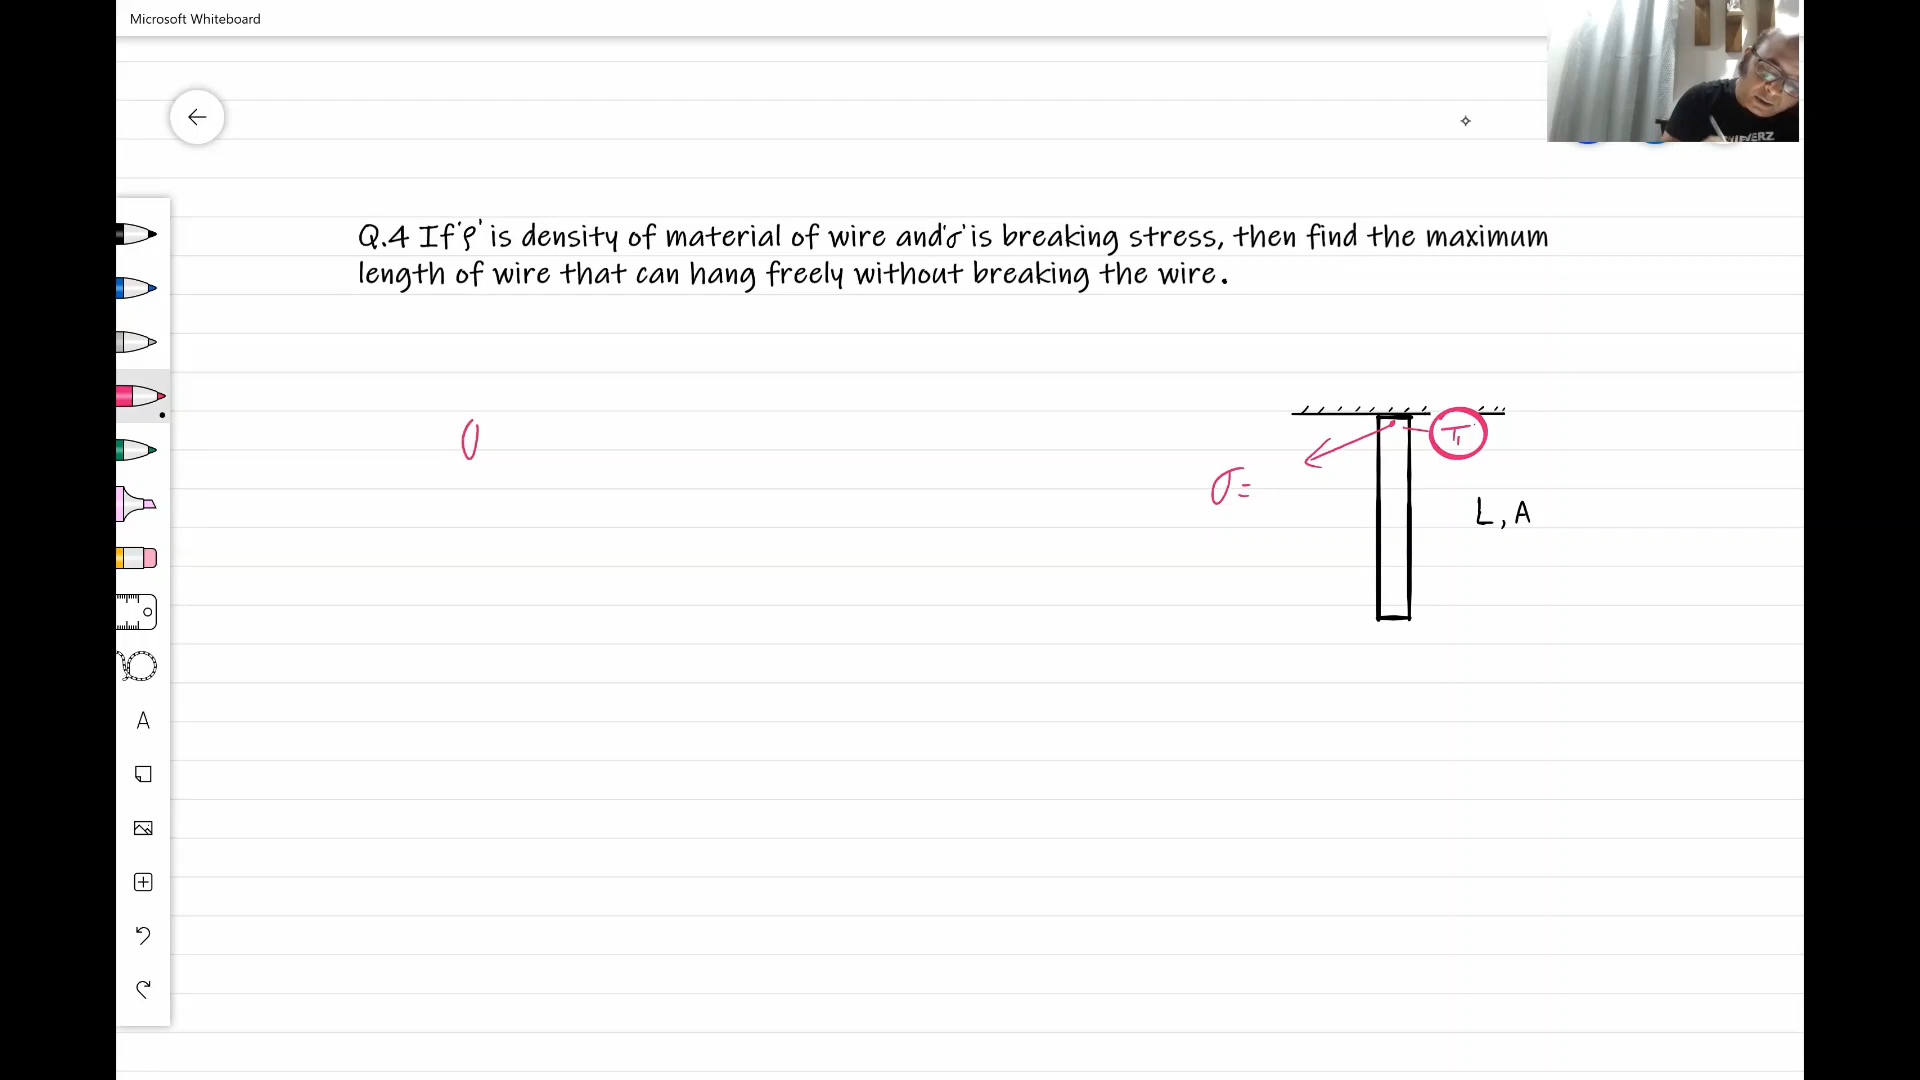 Microsoft Whiteboard
Q.4 If 'ρ' is density of material of wire and 'σ' is breaking stress, then find the maximum
length of wire that can hang freely without breaking the wire.
T₁
σ=
L, A
A